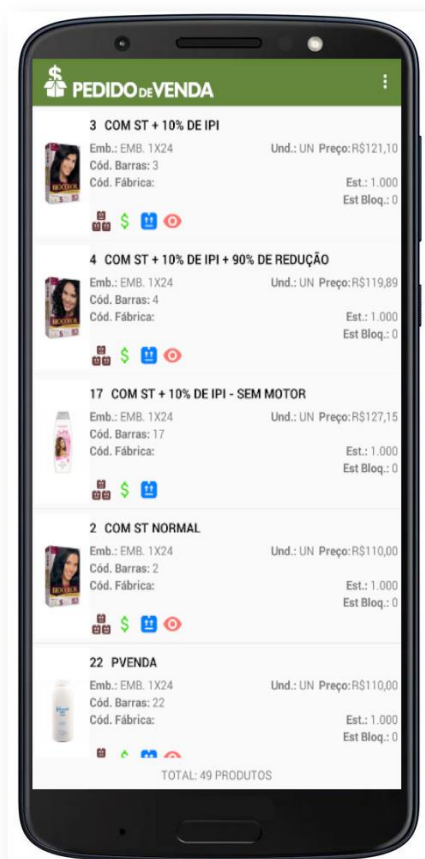 PEDIDO DE VENDA
3 COM ST + 10% DE IPI
Emb.: EMB. 1X24 Und.: UN Preço:R$121,10
Cód. Barras: 3
Cód. Fábrica: Est.: 1.000
Est Bloq.: 0
4 COM ST + 10% DE IPI + 90% DE REDUÇÃO
Emb.: EMB. 1X24 Und.: UN Preço:R$119,89
Cód. Barras: 4
Cód. Fábrica: Est.: 1.000
Est Bloq.: 0
17 COM ST + 10% DE IPI - SEM MOTOR
Emb.: EMB. 1X24 Und.: UN Preço:R$127,15
Cód. Barras: 17
Cód. Fábrica: Est.: 1.000
Est Bloq.: 0
2 COM ST NORMAL
Emb.: EMB. 1X24 Und.: UN Preço:R$110,00
Cód. Barras: 2
Cód. Fábrica: Est.: 1.000
Est Bloq.: 0
22 PVENDA
Emb.: EMB. 1X24 Und.: UN Preço:R$110,00
Cód. Barras: 22
Cód. Fábrica: Est.: 1.000
Est Bloq.: 0
TOTAL: 49 PRODUTOS